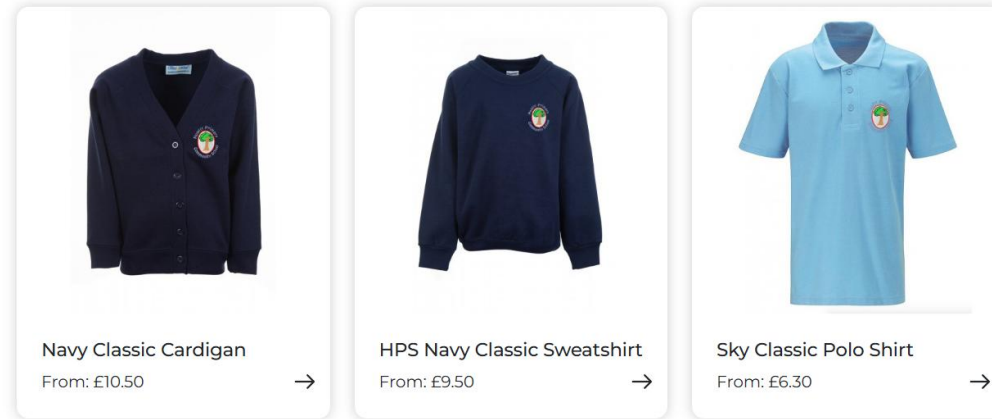 Navy Classic Cardigan
From: £10.50
HPS Navy Classic Sweatshirt
From: £9.50
Sky Classic Polo Shirt
From: £6.30